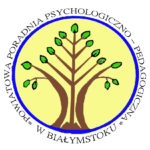 "POWIATOWA PORADNIA PSYCHOLOGICZNO - PEDAGOGICZNA"
W BIAŁYMSTOKU